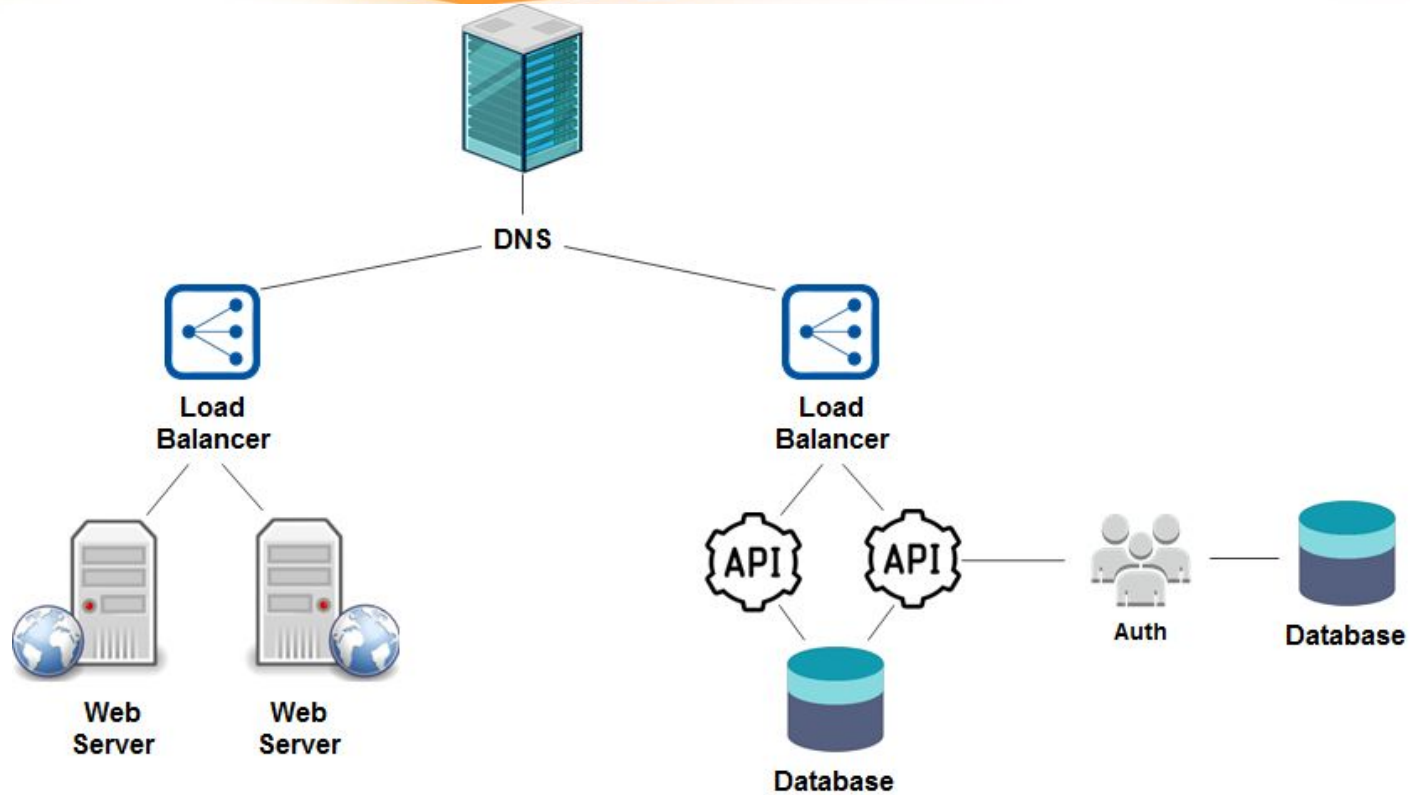 DNS
Load
Balancer
Load
Balancer
API
API
Auth
Database
Web
Server
Web
Server
Database